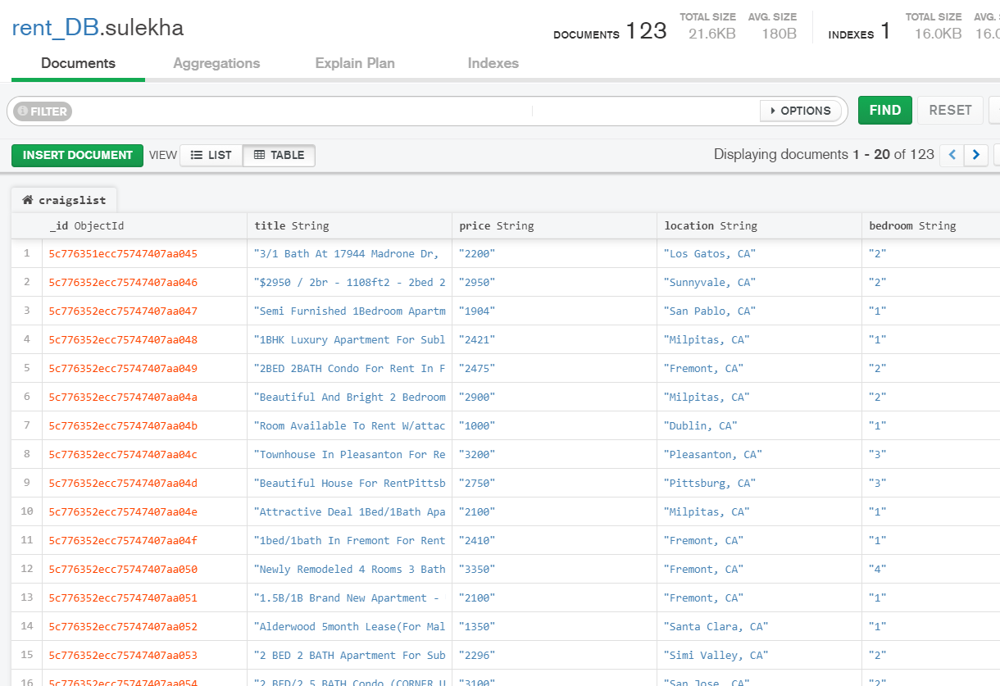 rent_DB.sulekha
DOCUMENTS 123 TOTAL SIZE 21.6KB AVG. SIZE 180B INDEXES 1 TOTAL SIZE 16.0KB AVG. 16.0
Documents Aggregations Explain Plan Indexes
FILTER OPTIONS FIND RESET
INSERT DOCUMENT VIEW LIST TABLE Displaying documents 1 - 20 of 123
craigslist
_id ObjectId title String price String location String bedroom String
1 5c776351ecc75747407aa045 "3/1 Bath At 17944 Madrone Dr, "2200" "Los Gatos, CA" "2"
2 5c776352ecc75747407aa046 "$2950 / 2br - 1108ft2 - 2bed 2 "2950" "Sunnyvale, CA" "2"
3 5c776352ecc75747407aa047 "Semi Furnished 1Bedroom Apartm "1904" "San Pablo, CA" "1"
4 5c776352ecc75747407aa048 "1BHK Luxury Apartment For Subl "2421" "Milpitas, CA" "1"
5 5c776352ecc75747407aa049 "2BED 2BATH Condo For Rent In F "2475" "Fremont, CA" "2"
6 5c776352ecc75747407aa04a "Beautiful And Bright 2 Bedroom "2900" "Milpitas, CA" "2"
7 5c776352ecc75747407aa04b "Room Available To Rent W/attac "1000" "Dublin, CA" "1"
8 5c776352ecc75747407aa04c "Townhouse In Pleasanton For Re "3200" "Pleasanton, CA" "3"
9 5c776352ecc75747407aa04d "Beautiful House For RentPittsb "2750" "Pittsburg, CA" "3"
10 5c776352ecc75747407aa04e "Attractive Deal 1Bed/1Bath Apa "2100" "Milpitas, CA" "1"
11 5c776352ecc75747407aa04f "1bed/1bath In Fremont For Rent "2410" "Fremont, CA" "1"
12 5c776352ecc75747407aa050 "Newly Remodeled 4 Rooms 3 Bath "3350" "Fremont, CA" "4"
13 5c776352ecc75747407aa051 "1.5B/1B Brand New Apartment - "2100" "Fremont, CA" "1"
14 5c776352ecc75747407aa052 "Alderwood 5month Lease(For Mal "1350" "Santa Clara, CA" "1"
15 5c776352ecc75747407aa053 "2 BED 2 BATH Apartment For Sub "2296" "Simi Valley, CA" "2"
16 5c776352ecc75747407aa054 "2 BED/2.5 BATH Condo (CORNER U "3100" "San Jose, CA" "2"